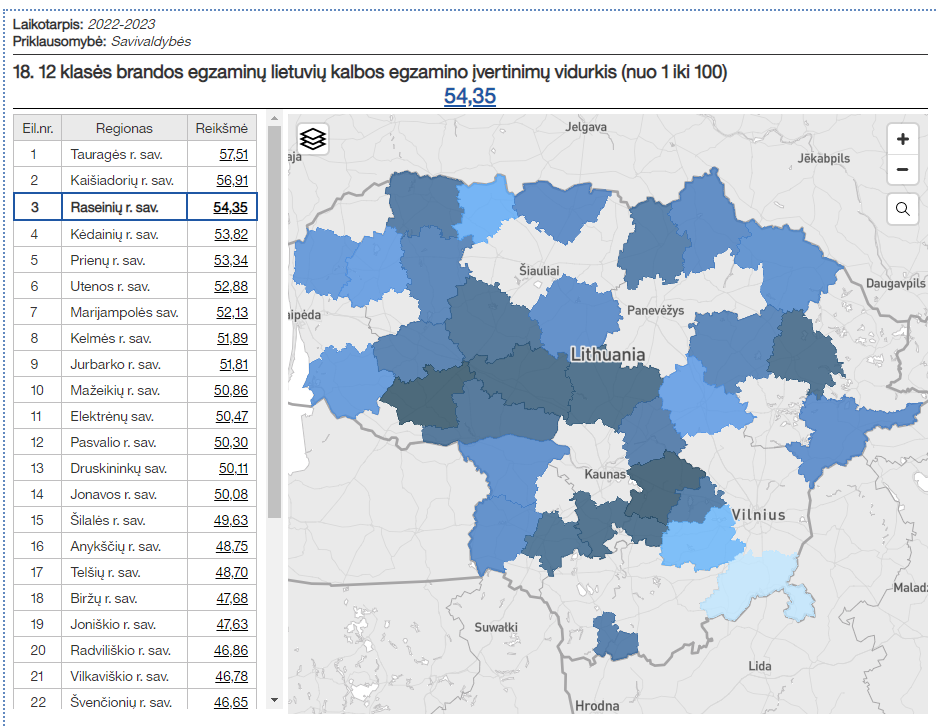 Laikotarpis: 2022-2023
Priklausomybė: Savivaldybės
18. 12 klasės brandos egzaminų lietuvių kalbos egzamino įvertinimų vidurkis (nuo 1 iki 100)
54,35
Eil.nr. Regionas Reikšmė
1 Tauragės r. sav. 57,51
2 Kaišiadorių r. sav. 56,91
3 Raseinių r. sav. 54,35
4 Kėdainių r. sav. 53,82
5 Prienų r. sav. 53,34
6 Utenos r. sav. 52,88
7 Marijampolės sav. 52,13
8 Kelmės r. sav. 51,89
9 Jurbarko r. sav. 51,81
10 Mažeikių r. sav. 50,86
11 Elektrėnų sav. 50,47
12 Pasvalio r. sav. 50,30
13 Druskininkų sav. 50,11
14 Jonavos r. sav. 50,08
15 Šilalės r. sav. 49,63
16 Anykščių r. sav. 48,75
17 Telšių r. sav. 48,70
18 Biržų r. sav. 47,68
19 Joniškio r. sav. 47,63
20 Radviliškio r. sav. 46,86
21 Vilkaviškio r. sav. 46,78
22 Švenčionių r. sav. 46,65
Jelgava
Jēkabpils
aja
+
−
Šiauliai
Daugavpils
aipėda
Panevėžys
Lithuania
Kaunas
Vilnius
Maladz
Suwałki
Lida
Hrodna